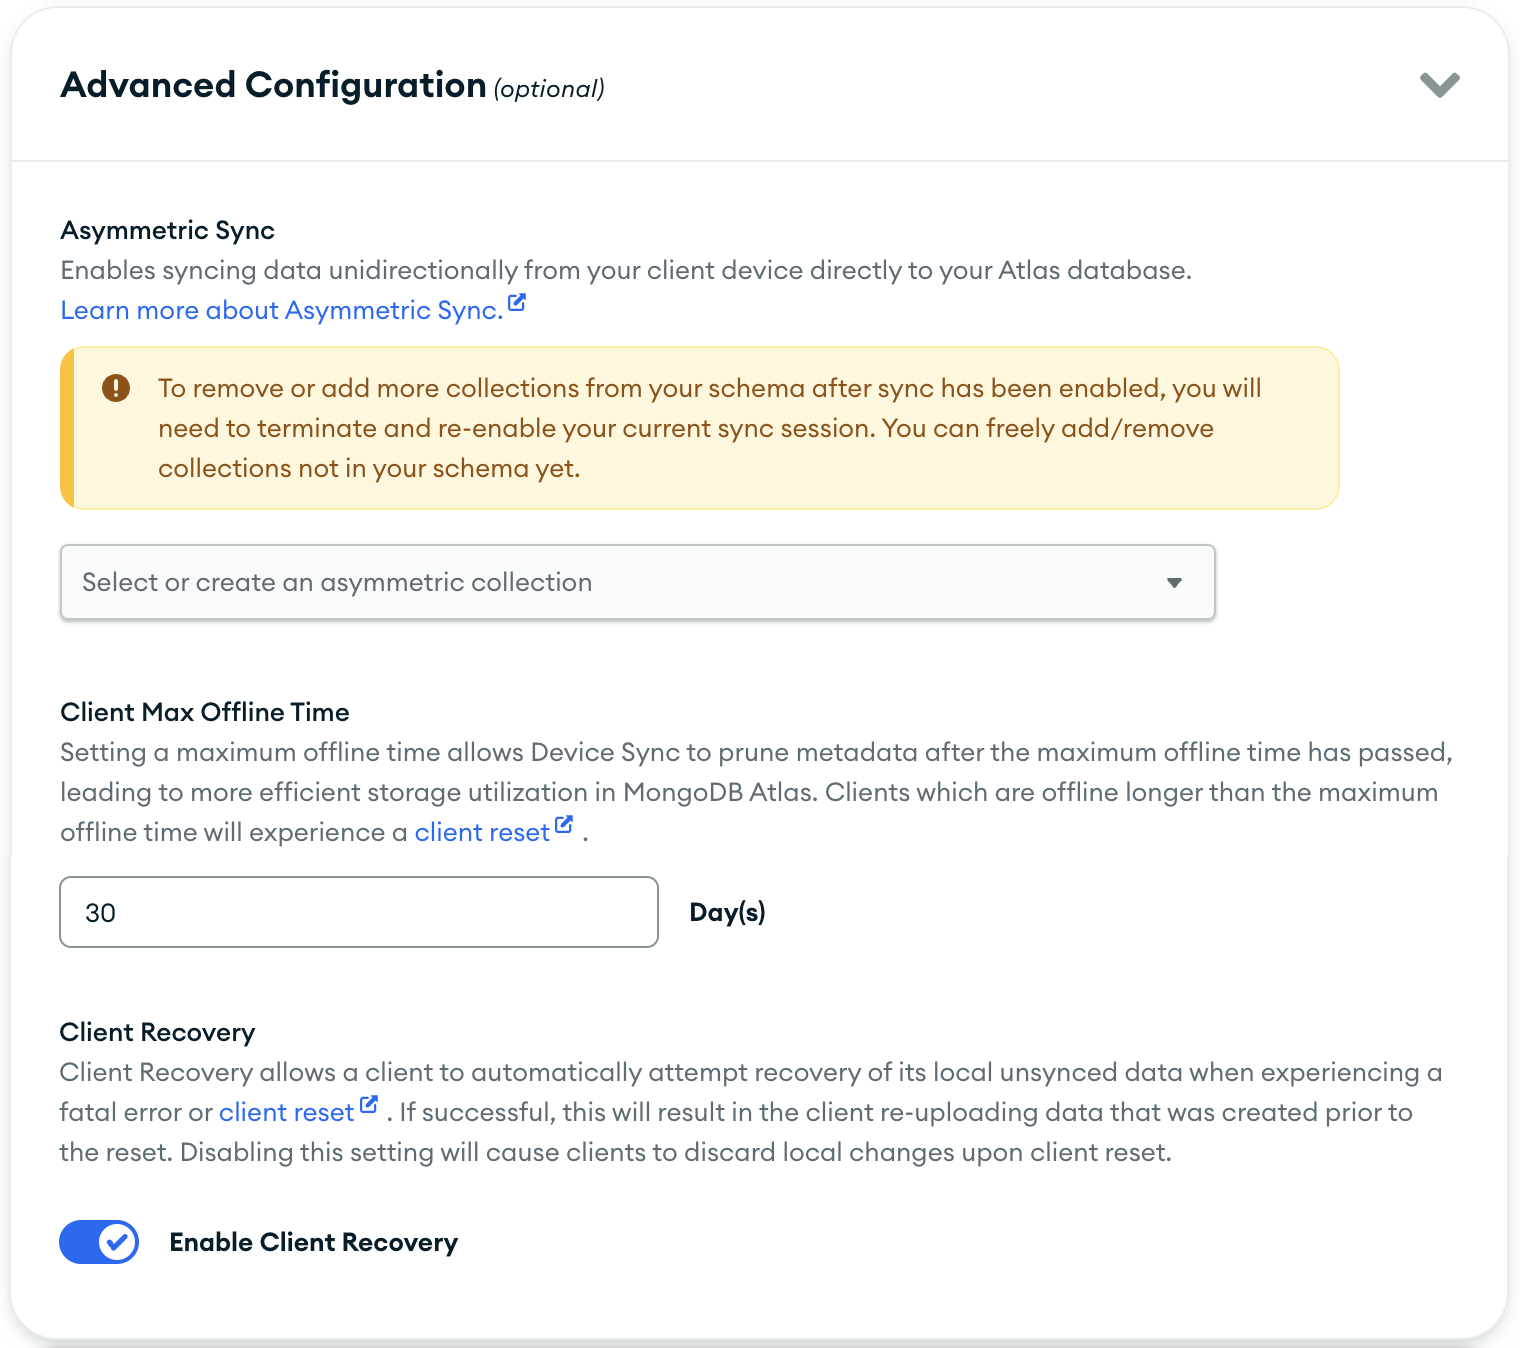 Advanced Configuration (optional)
Asymmetric Sync
Enables syncing data unidirectionally from your client device directly to your Atlas database.
Learn more about Asymmetric Sync.
To remove or add more collections from your schema after sync has been enabled, you will
need to terminate and re-enable your current sync session. You can freely add/remove
collections not in your schema yet.
Select or create an asymmetric collection
Client Max Offline Time
Setting a maximum offline time allows Device Sync to prune metadata after the maximum offline time has passed,
leading to more efficient storage utilization in MongoDB Atlas. Clients which are offline longer than the maximum
offline time will experience a client reset .
30 Day(s)
Client Recovery
Client Recovery allows a client to automatically attempt recovery of its local unsynced data when experiencing a
fatal error or client reset . If successful, this will result in the client re-uploading data that was created prior to
the reset. Disabling this setting will cause clients to discard local changes upon client reset.
Enable Client Recovery